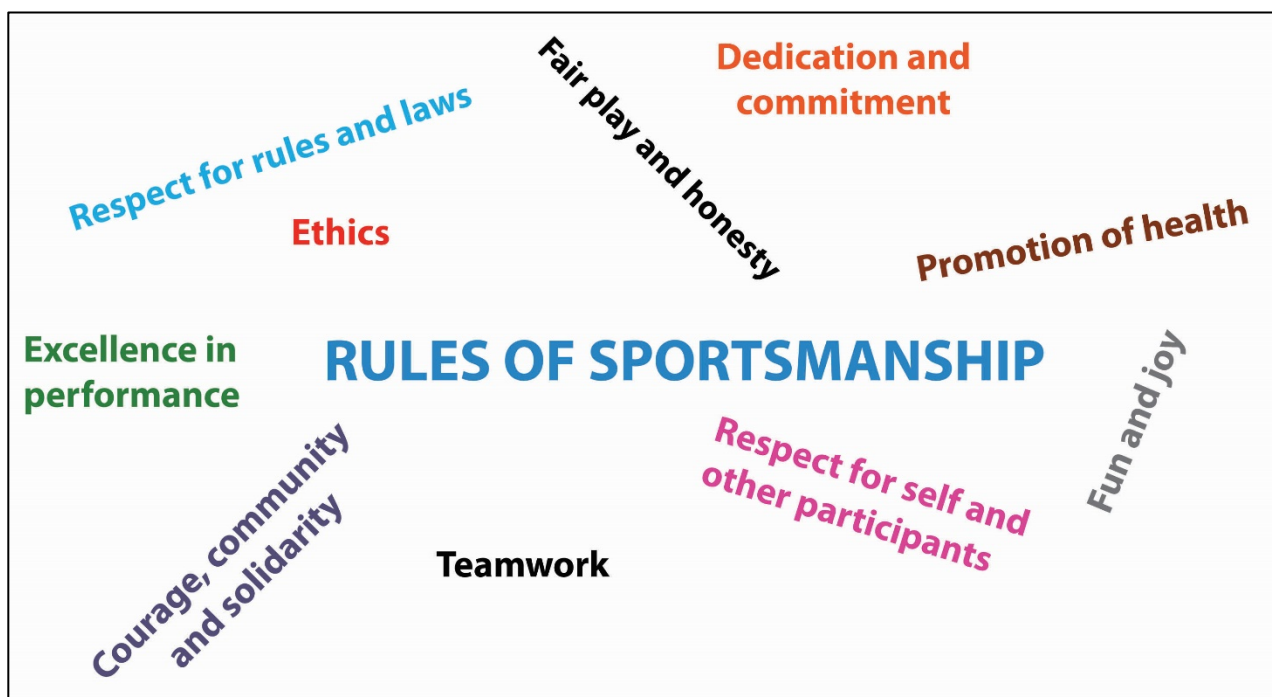 Dedication and
commitment
Fair play and honesty
Respect for rules and laws
Ethics
Promotion of health
Excellence in
performance
RULES OF SPORTSMANSHIP
Fun and joy
Respect for self and
other participants
Courage, community
and solidarity
Teamwork